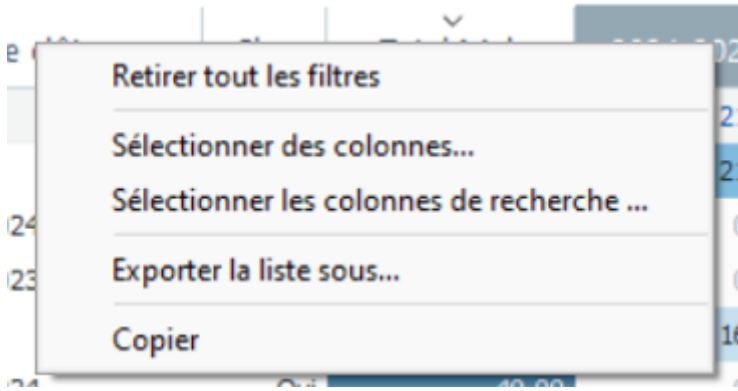 Retirer tout les filtres
Sélectionner des colonnes...
Sélectionner les colonnes de recherche ...
Exporter la liste sous...
Copier